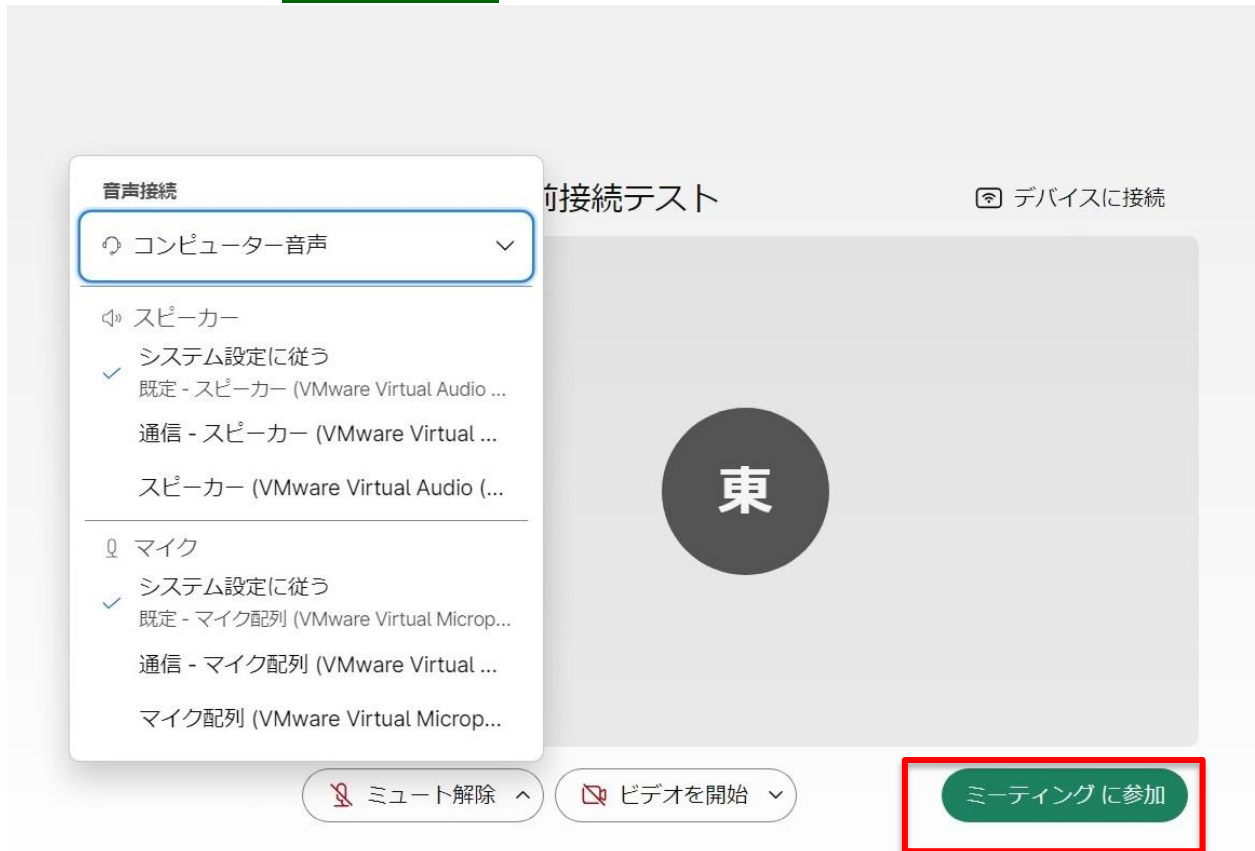 音声接続
前接続テスト
デバイスに接続
コンピューター音声
スピーカー
システム設定に従う
既定 - スピーカー (VMware Virtual Audio ...
通信 - スピーカー (VMware Virtual ...
スピーカー (VMware Virtual Audio (...
東
マイク
システム設定に従う
既定 - マイク配列 (VMware Virtual Microp...
通信 - マイク配列 (VMware Virtual ...
マイク配列 (VMware Virtual Microp...
ミュート解除
ビデオを開始
ミーティング に参加